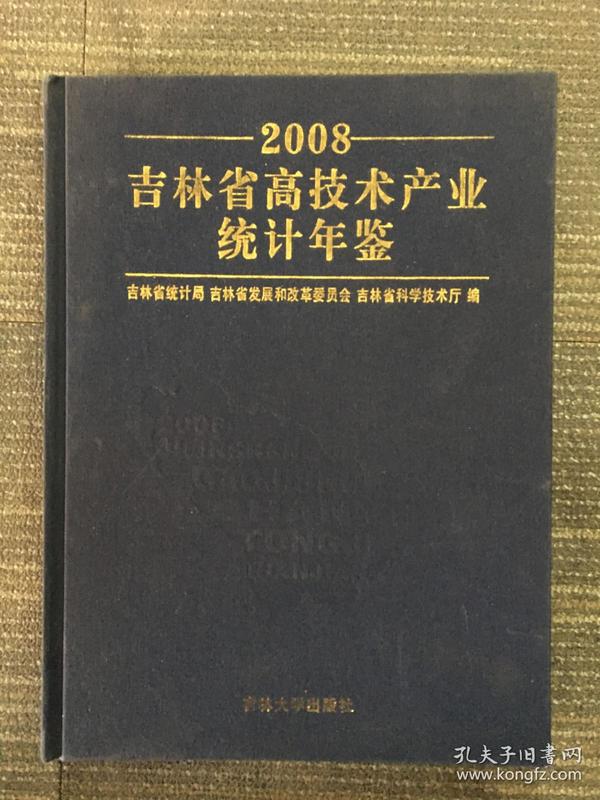 2008
吉林省高技术产业
统计年鉴
吉林省统计局 吉林省发展和改革委员会 吉林省科学技术厅 编
2008
TONGJI
吉林大学出版社
孔夫子旧书网
www.kongfz.com